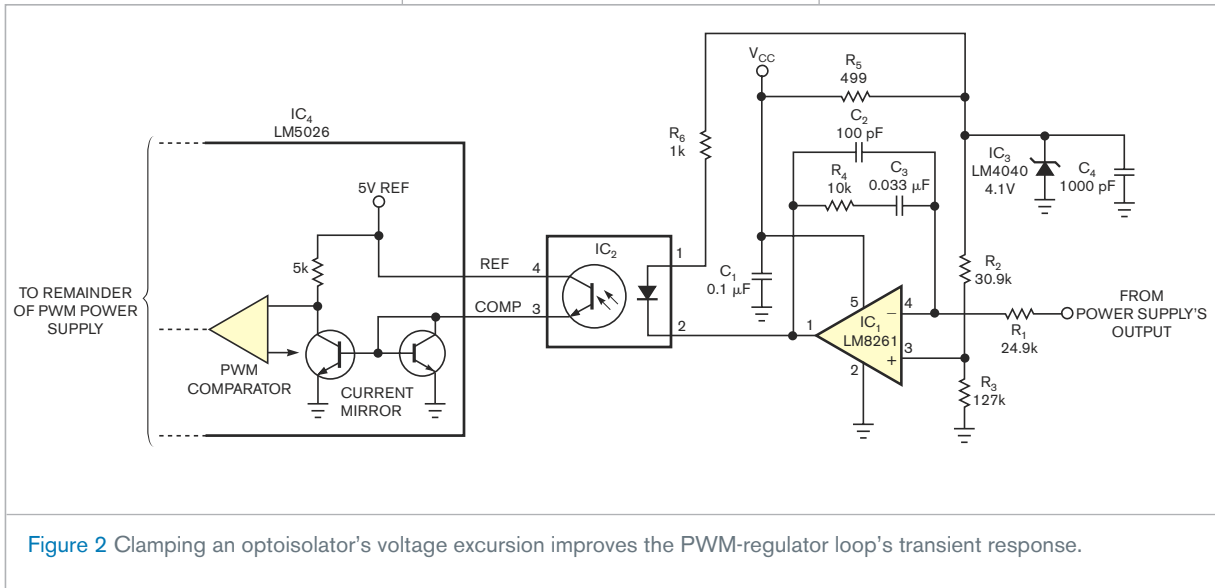 V_CC
R5
499
C2
100 pF
R4
10k
C3
0.033 µF
R6
1k
IC3
LM4040
4.1V
C4
1000 pF
IC4
LM5026
5V REF
5k
REF
4
COMP
3
IC2
1
2
C1
0.1 µF
R2
30.9k
TO REMAINDER
OF PWM POWER
SUPPLY
PWM
COMPARATOR
CURRENT
MIRROR
1
5
4
−
IC1
LM8261
+
3
2
R1
24.9k
FROM
POWER SUPPLY'S
OUTPUT
R3
127k
Figure 2 Clamping an optoisolator's voltage excursion improves the PWM-regulator loop's transient response.